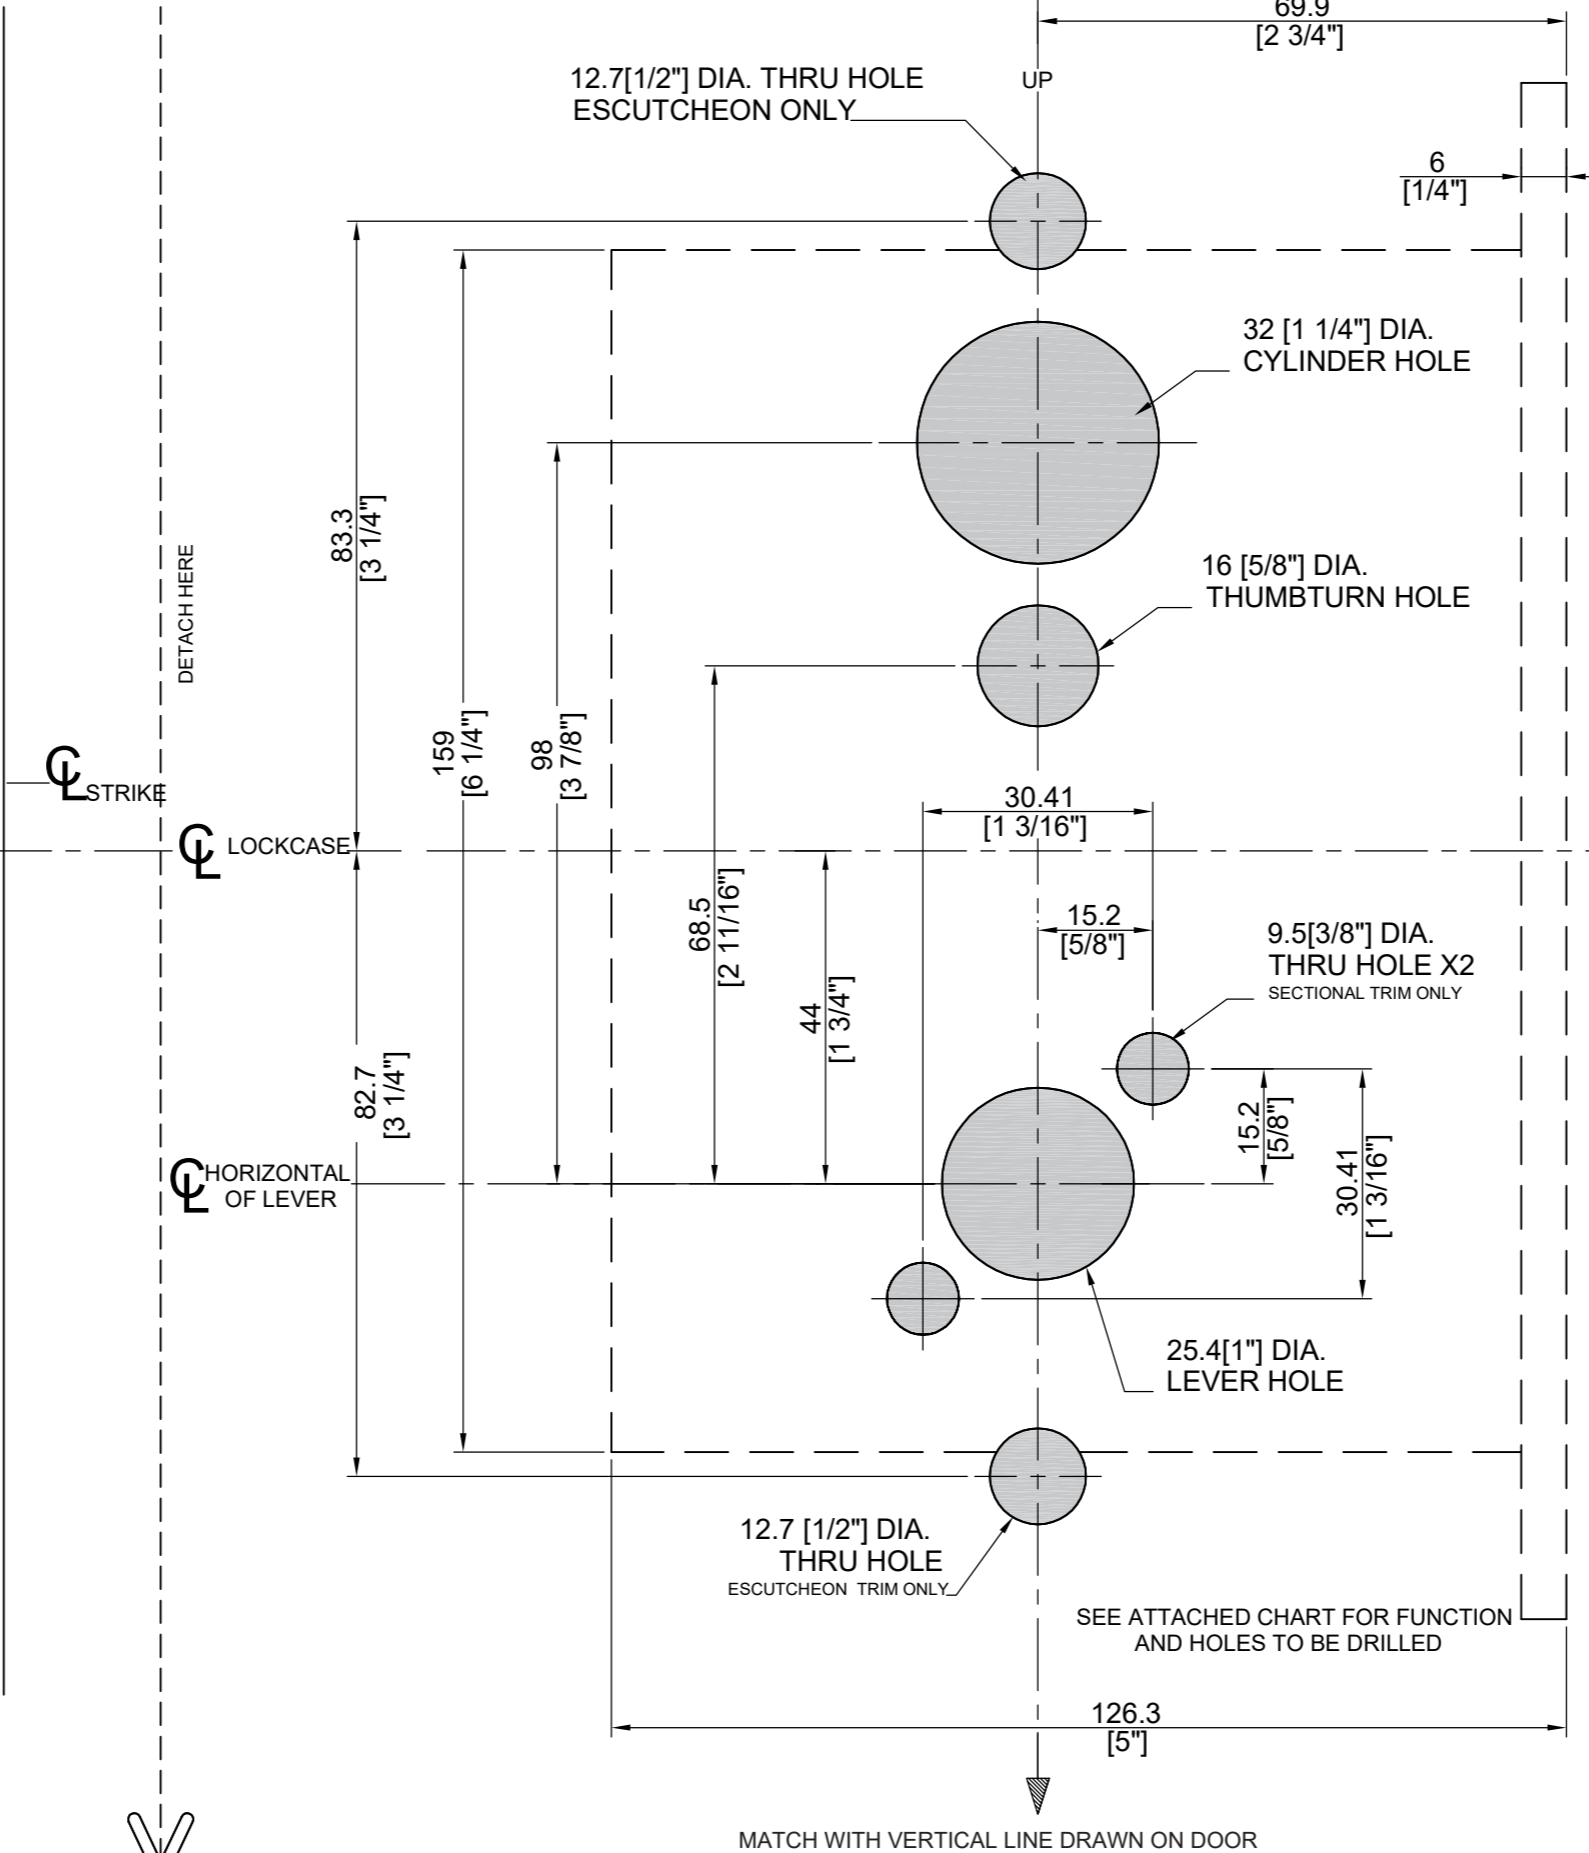 69.9
[2 3/4"]
12.7[1/2"] DIA. THRU HOLE
ESCUTCHEON ONLY
UP
6
[1/4"]
32 [1 1/4"] DIA.
CYLINDER HOLE
83.3
[3 1/4"]
DETACH HERE
16 [5/8"] DIA.
THUMBTURN HOLE
159
[6 1/4"]
98
[3 7/8"]
CL STRIKE
30.41
[1 3/16"]
CL LOCKCASE
68.5
[2 11/16"]
15.2
[5/8"]
9.5[3/8"] DIA.
THRU HOLE X2
SECTIONAL TRIM ONLY
44
[1 3/4"]
82.7
[3 1/4"]
15.2
[5/8"]
30.41
[1 3/16"]
CL HORIZONTAL
OF LEVER
25.4[1"] DIA.
LEVER HOLE
12.7 [1/2"] DIA.
THRU HOLE
ESCUTCHEON TRIM ONLY
SEE ATTACHED CHART FOR FUNCTION
AND HOLES TO BE DRILLED
126.3
[5"]
MATCH WITH VERTICAL LINE DRAWN ON DOOR